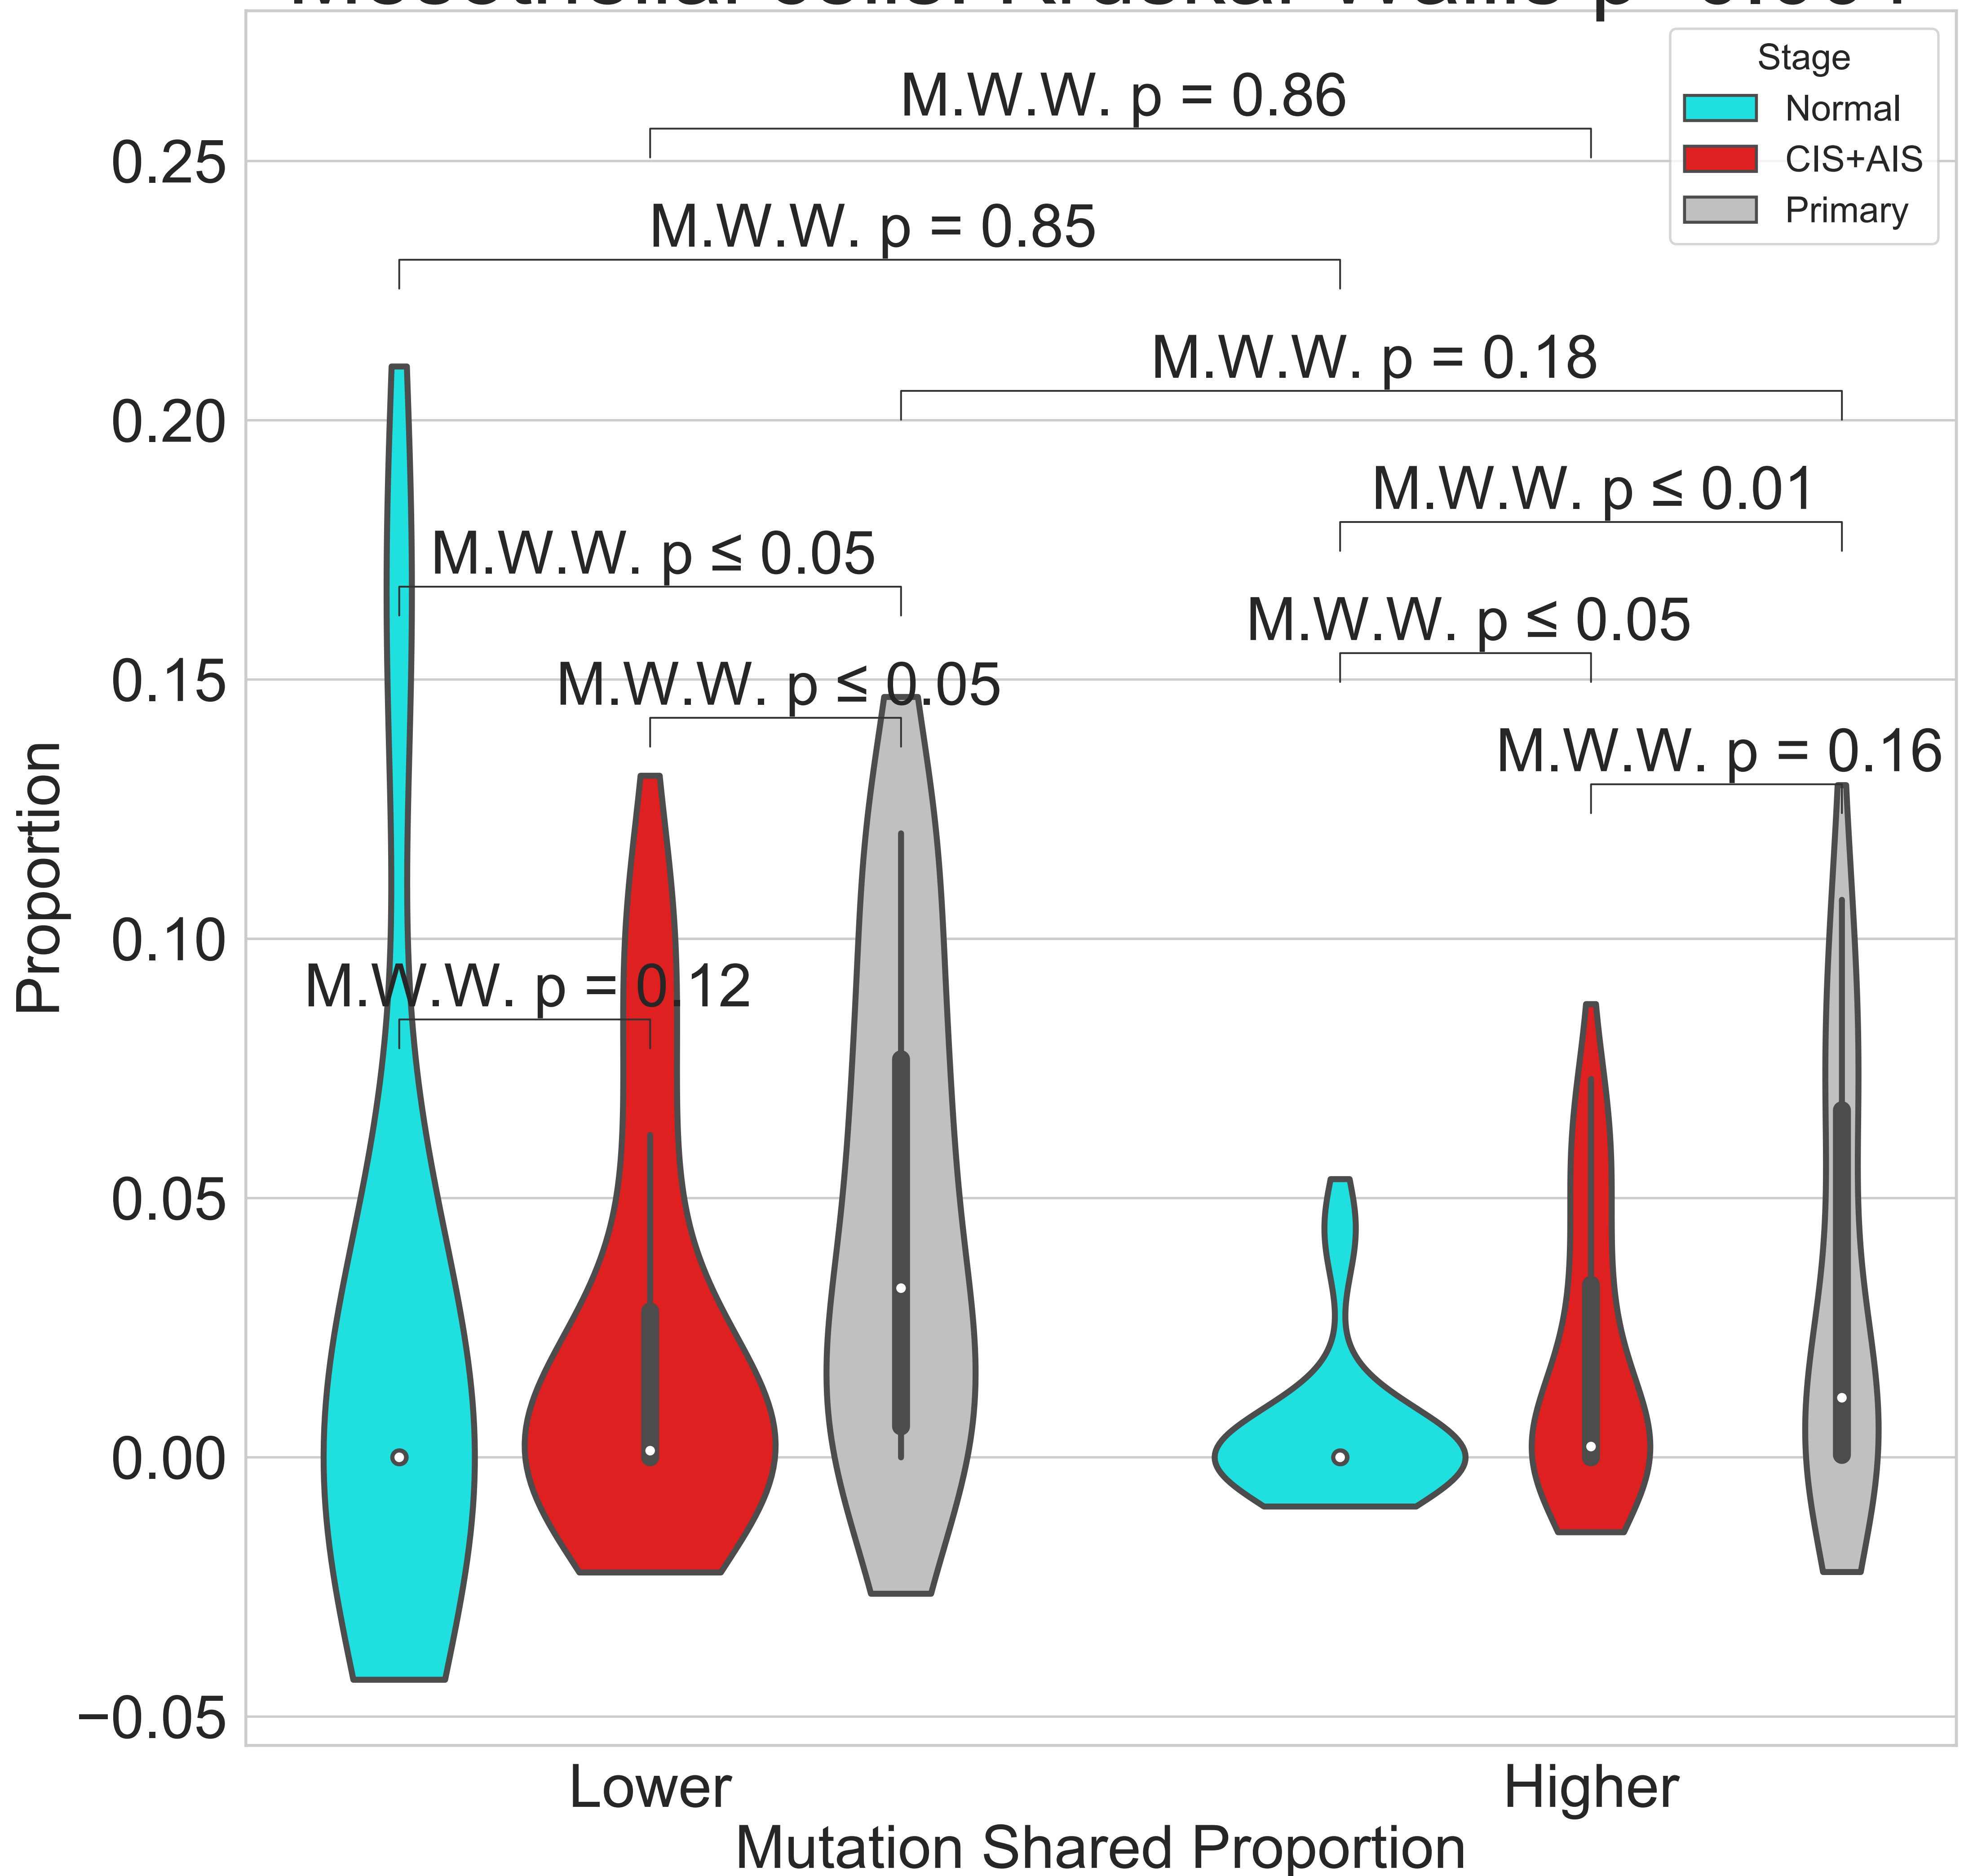 Stage
Normal
CIS+AIS
Primary
M.W.W. p = 0.86
M.W.W. p = 0.85
M.W.W. p = 0.18
M.W.W. p ≤ 0.01
M.W.W. p ≤ 0.05
M.W.W. p ≤ 0.05
M.W.W. p ≤ 0.05
M.W.W. p = 0.16
M.W.W. p = 0.12
0.25
0.20
0.15
0.10
0.05
0.00
−0.05
Proportion
Lower
Higher
Mutation Shared Proportion